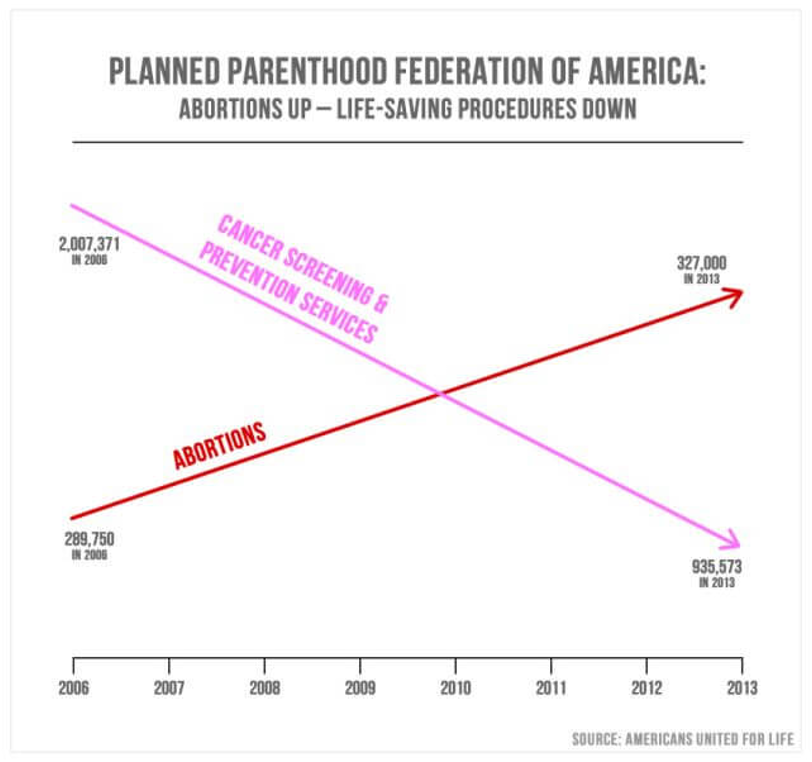 PLANNED PARENTHOOD FEDERATION OF AMERICA:
ABORTIONS UP – LIFE-SAVING PROCEDURES DOWN
CANCER SCREENING &
PREVENTION SERVICES
2,007,371
IN 2006
327,000
IN 2013
ABORTIONS
289,750
IN 2006
935,573
IN 2013
2006 2007 2008 2009 2010 2011 2012 2013
SOURCE: AMERICANS UNITED FOR LIFE